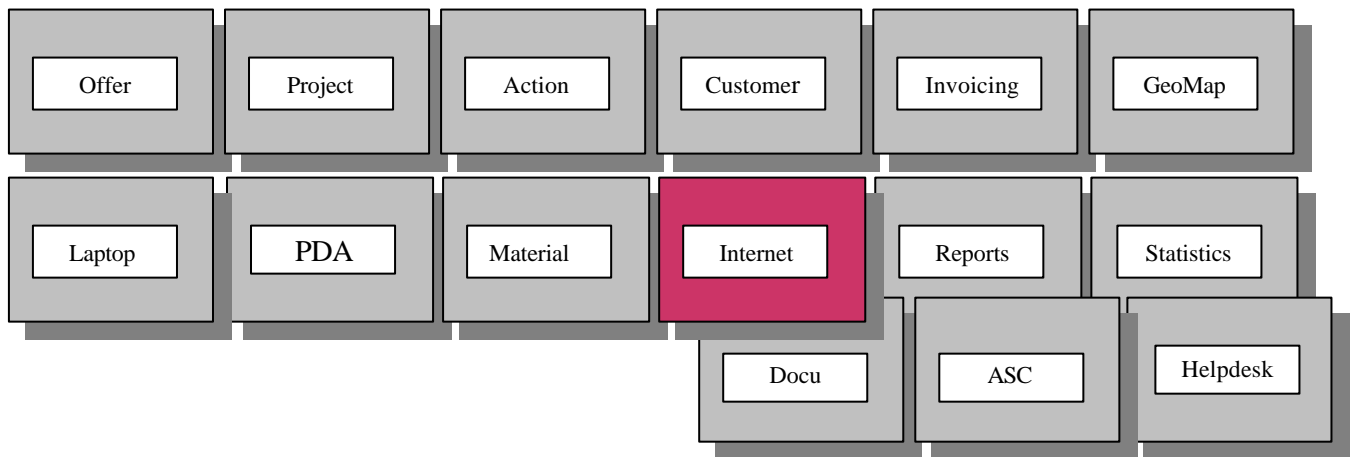 Offer
Project
Action
Customer
Invoicing
GeoMap
Laptop
PDA
Material
Internet
Reports
Statistics
Docu
ASC
Helpdesk